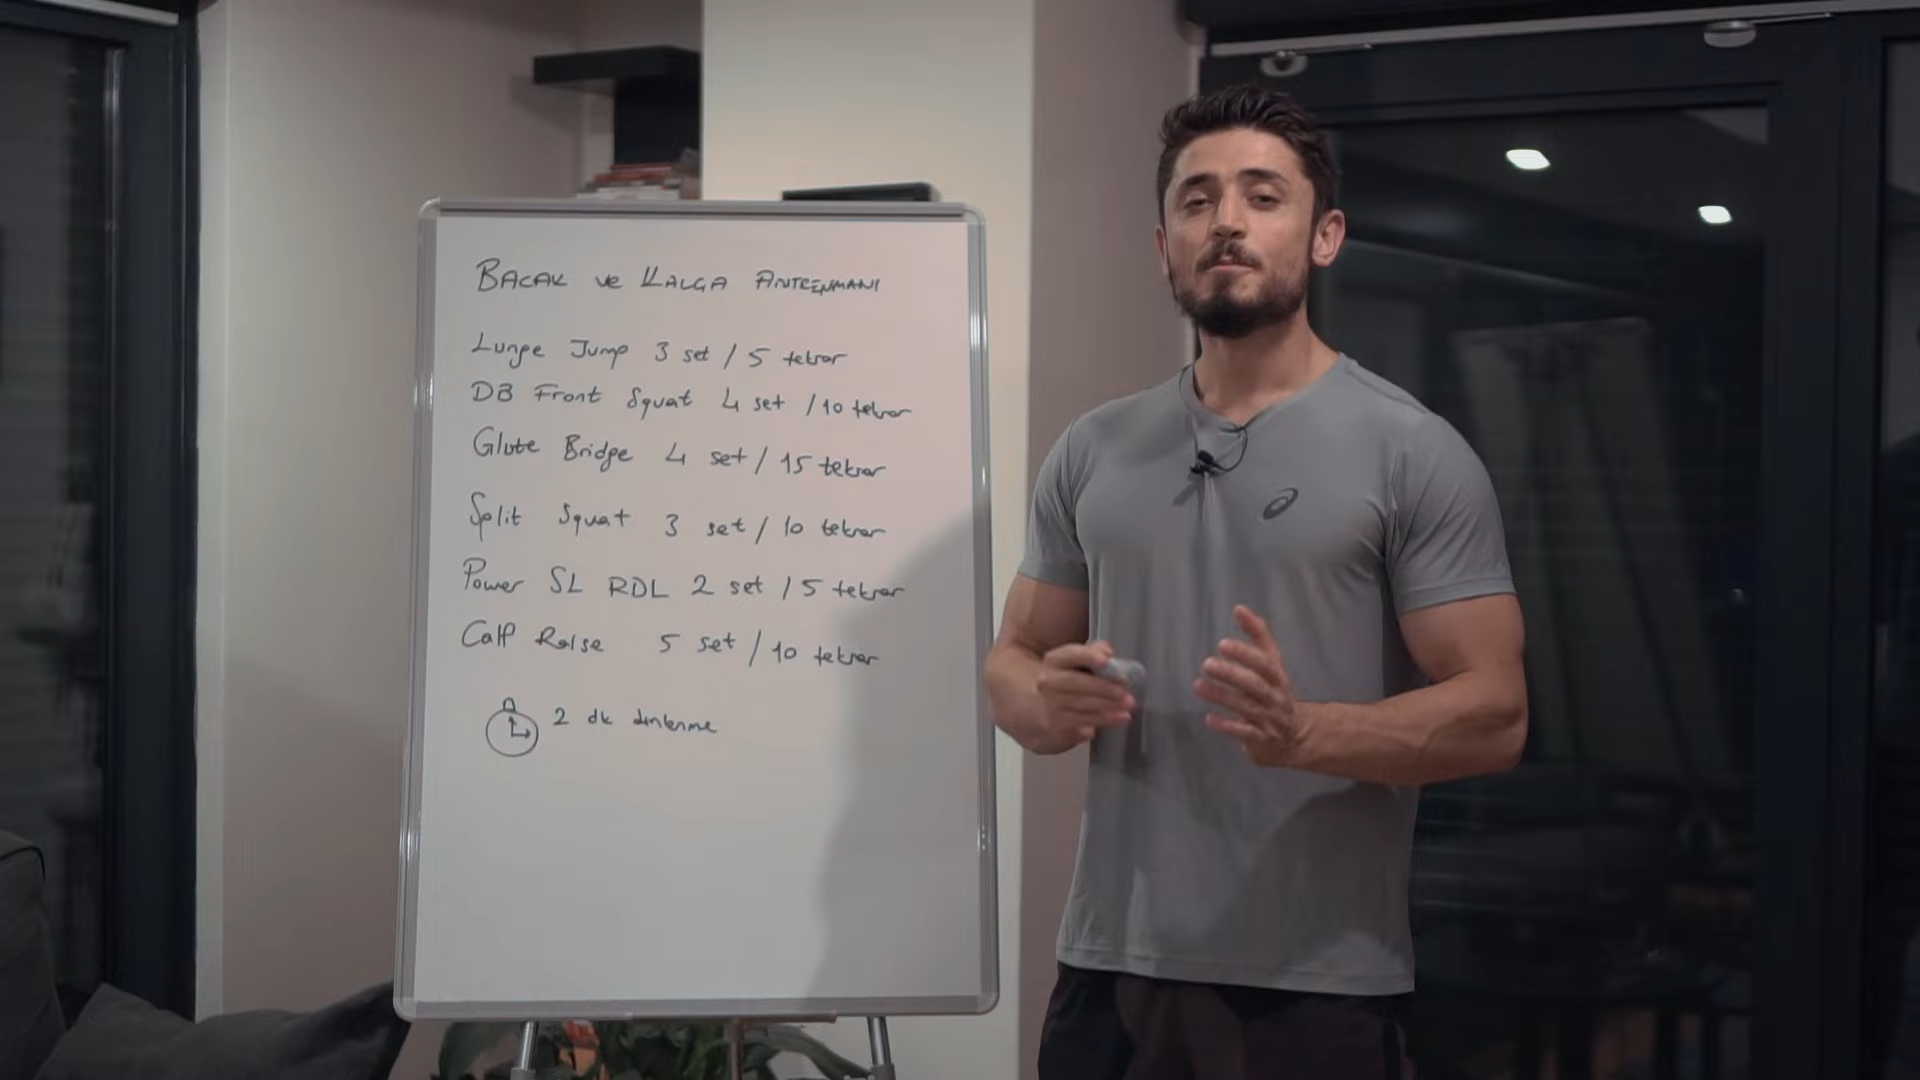 BACAK ve KALÇA ANTRENMANI
Lunge Jump 3 set / 5 tekrar
DB Front Squat 4 set / 10 tekrar
Glute Bridge 4 set / 15 tekrar
Split Squat 3 set / 10 tekrar
Power SL RDL 2 set / 5 tekrar
Calf Raise 5 set / 10 tekrar
2 dk dinlenme